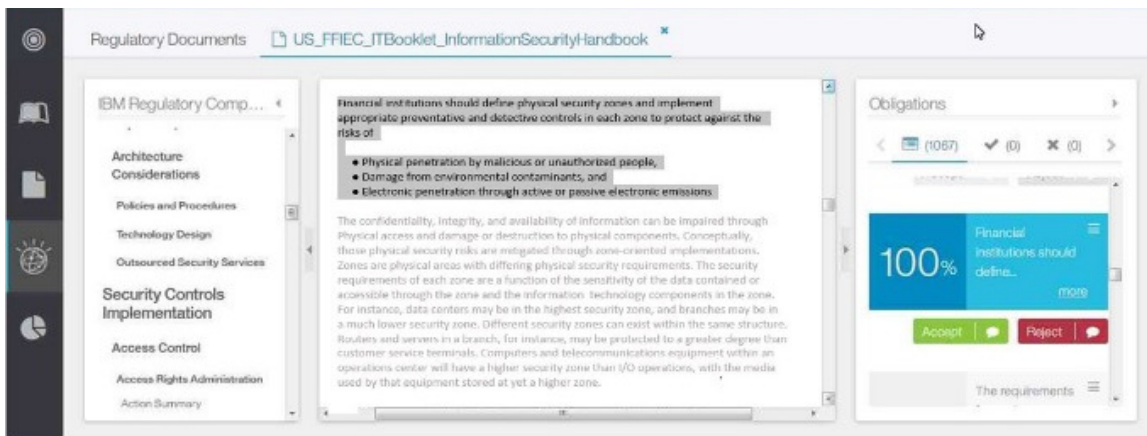 Regulatory Documents
US_FFIEC_ITBooklet_InformationSecurityHandbook
IBM Regulatory Comp...
Architecture
Considerations
Policies and Procedures
Technology Design
Outsourced Security Services
Security Controls
Implementation
Access Control
Access Rights Administration
Action Summary
Financial institutions should define physical security zones and implement
appropriate preventative and detective controls in each zone to protect against the
risks of
● Physical penetration by malicious or unauthorized people,
● Damage from environmental contaminants, and
● Electronic penetration through active or passive electronic emissions
The confidentiality, integrity, and availability of information can be impaired through
Physical access and damage or destruction to physical components. Conceptually,
those physical security risks are mitigated through zone-oriented implementations.
Zones are physical areas with differing physical security requirements. The security
requirements of each zone are a function of the sensitivity of the data contained or
accessible through the zone and the information technology components in the zone.
For instance, data centers may be in the highest security zone, and branches may be in
a much lower security zone. Different security zones can exist within the same structure.
Routers and servers in a branch, for instance, may be protected to a greater degree than
customer service terminals. Computers and telecommunications equipment within an
operations center will have a higher security zone than I/O operations, with the media
used by that equipment stored at yet a higher zone.
Obligations
(1067) ✔ (0) ✖ (0)
100%
Financial
institutions should
define...
more
Accept
Reject
The requirements